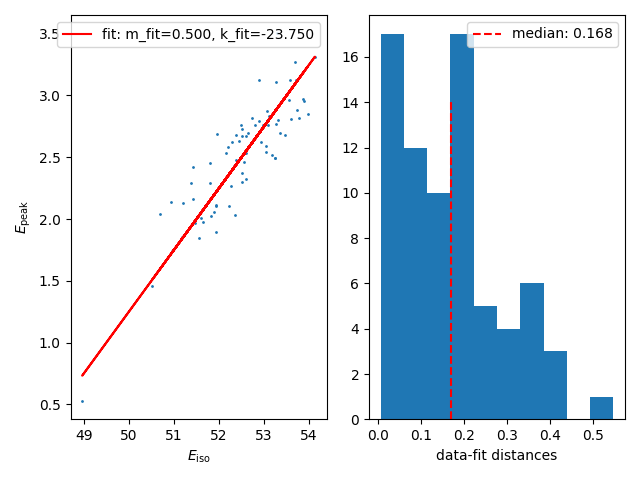 fit: m_fit=0.500, k_fit=-23.750
3.5
3.0
2.5
2.0
1.5
1.0
0.5
E_peak
49 50 51 52 53 54
E_iso
median: 0.168
16
14
12
10
8
6
4
2
0
0.0 0.1 0.2 0.3 0.4 0.5
data-fit distances